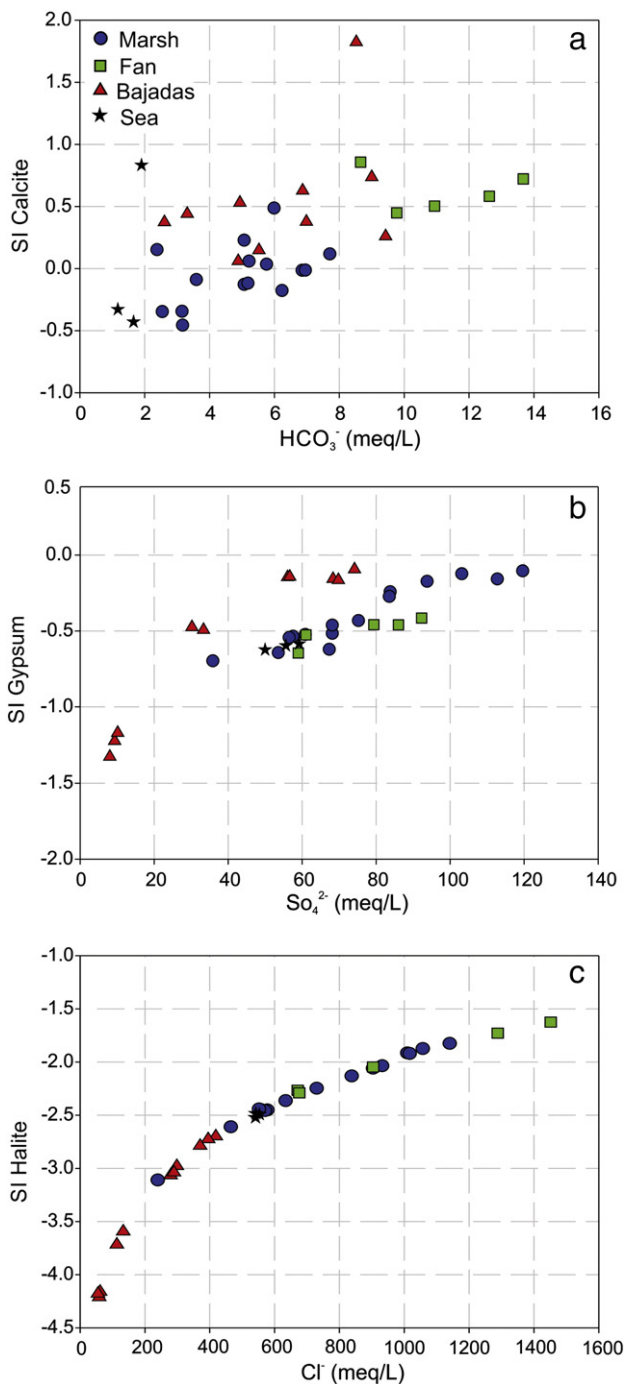 a
Marsh
Fan
Bajadas
Sea
2.0
1.5
1.0
0.5
0.0
-0.5
-1.0
SI Calcite
0 2 4 6 8 10 12 14 16
HCO₃⁻ (meq/L)
b
0.5
0.0
-0.5
-1.0
-1.5
-2.0
SI Gypsum
0 20 40 60 80 100 120 140
So₄²⁻ (meq/L)
c
-1.0
-1.5
-2.0
-2.5
-3.0
-3.5
-4.0
-4.5
SI Halite
0 200 400 600 800 1000 1200 1400 1600
Cl⁻ (meq/L)